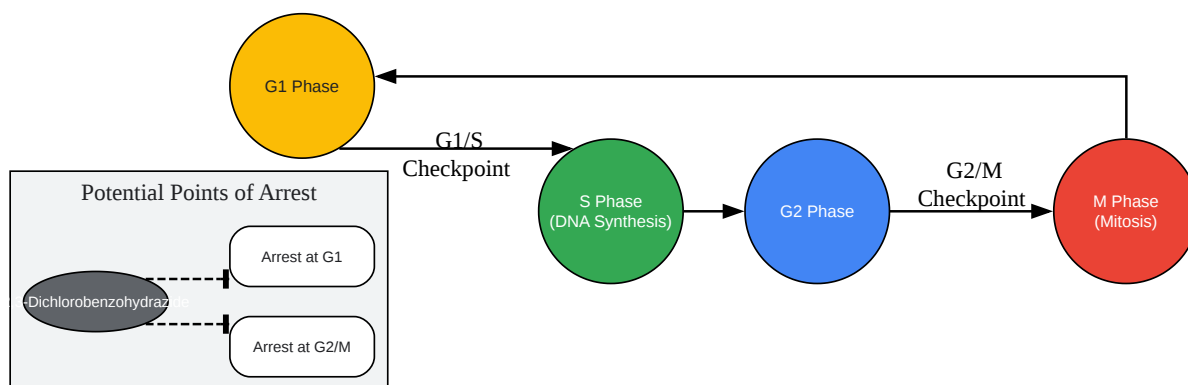 G1 Phase
G1/S
Checkpoint
S Phase
(DNA Synthesis)
G2 Phase
G2/M
Checkpoint
M Phase
(Mitosis)
Potential Points of Arrest
-Dichlorobenzohydrazide
Arrest at G1
Arrest at G2/M